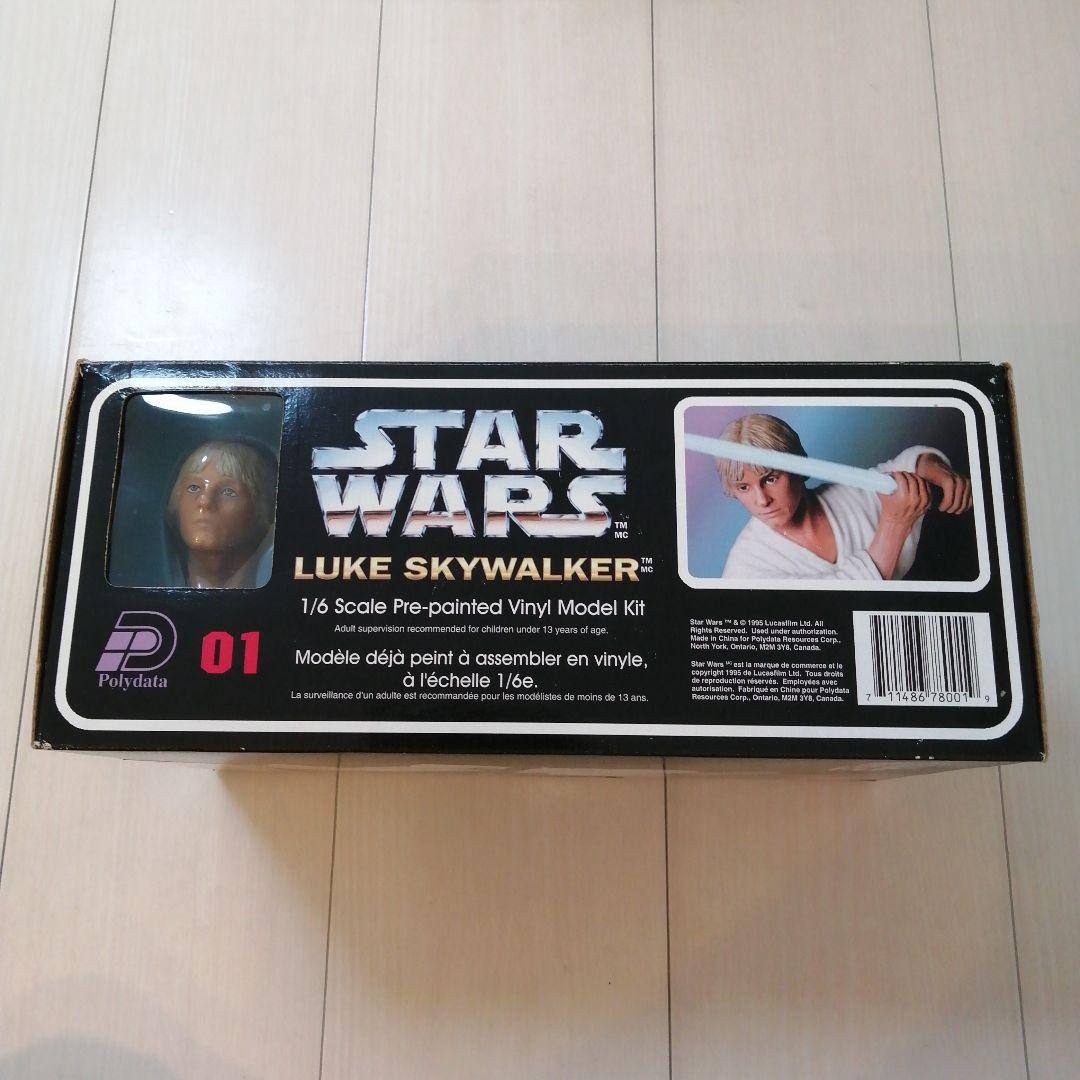 STAR
WARS TM MC
LUKE SKYWALKER TM MC
1/6 Scale Pre-painted Vinyl Model Kit
Adult supervision recommended for children under 13 years of age.
Modèle déjà peint à assembler en vinyle,
à l'échelle 1/6e.
La surveillance d'un adulte est recommandée pour les modélistes de moins de 13 ans.
Polydata
01
Star Wars ™ & © 1995 Lucasfilm Ltd. All
Rights Reserved. Used under authorization.
Made in China for Polydata Resources Corp.,
North York, Ontario, M2M 3Y8, Canada.
Star Wars MC est la marque de commerce et le
copyright 1995 de Lucasfilm Ltd. Tous droits
de reproduction réservés. Employées avec
autorisation. Fabriqué en Chine pour Polydata
Resources Corp., Ontario, M2M 3Y8, Canada.
7 11486 78001 9